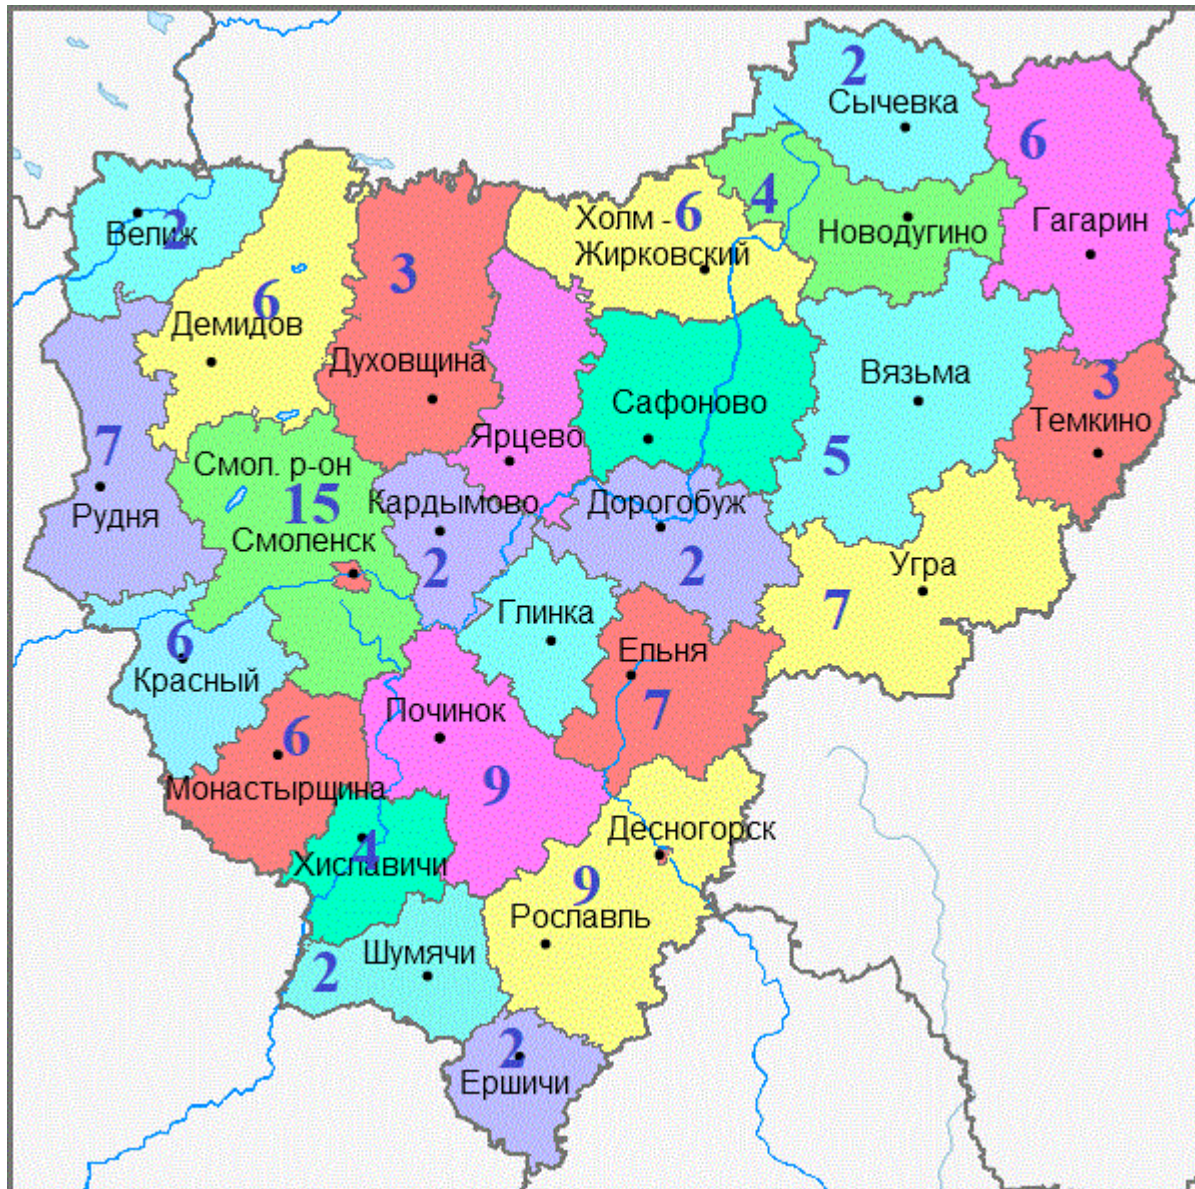 2
Сычевка
6
4
Холм -
6
Жирковский
Новодугино
Гагарин
Велиж
2
3
6
Демидов
Духовщина
Вязьма
3
Сафоново
Темкино
Ярцево
7
Смол. р-он
15
5
Рудня
Кардымово
Дорогобуж
Смоленск
2
2
Угра
7
Глинка
6
Красный
Ельня
7
Починок
6
Монастырщина
9
Десногорск
4
Хиславичи
9
Рославль
Шумячи
2
2
Ершичи